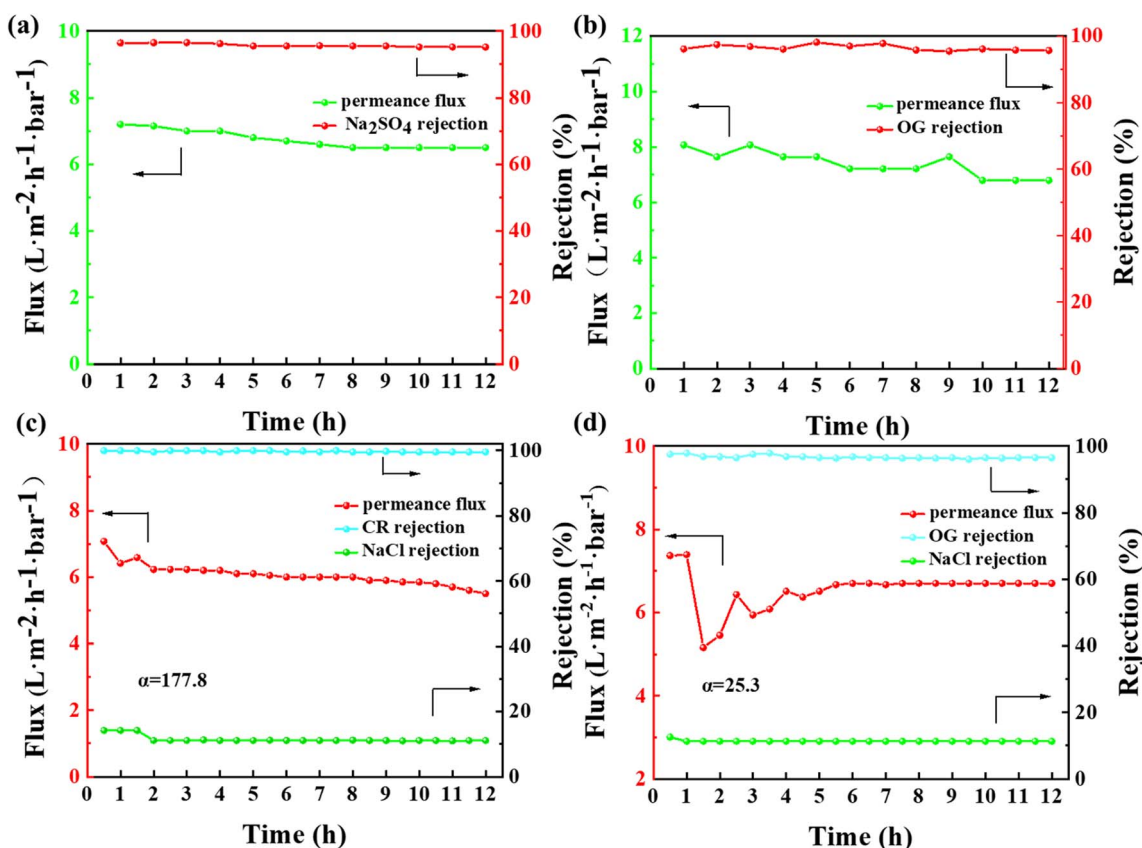 (a)
10
8
6
4
2
0
Flux (L·m⁻²·h⁻¹·bar⁻¹)
permeance flux
Na₂SO₄ rejection
100
80
60
40
20
0
Rejection (%)
0 1 2 3 4 5 6 7 8 9 10 11 12
Time (h)
(b)
12
10
8
6
4
2
0
Flux（L·m⁻²·h⁻¹·bar⁻¹)
permeance flux
OG rejection
100
80
60
40
20
0
Rejection (%)
0 1 2 3 4 5 6 7 8 9 10 11 12
Time (h)
(c)
10
8
6
4
2
0
Flux (L·m⁻²·h⁻¹·bar⁻¹)
permeance flux
CR rejection
NaCl rejection
α=177.8
100
80
60
40
20
0
Rejection (%)
0 1 2 3 4 5 6 7 8 9 10 11 12
Time (h)
(d)
10
8
6
4
2
Flux (L·m⁻²·h⁻¹·bar⁻¹)
permeance flux
OG rejection
NaCl rejection
α=25.3
100
80
60
40
20
0
Rejection (%)
0 1 2 3 4 5 6 7 8 9 10 11 12
Time (h)